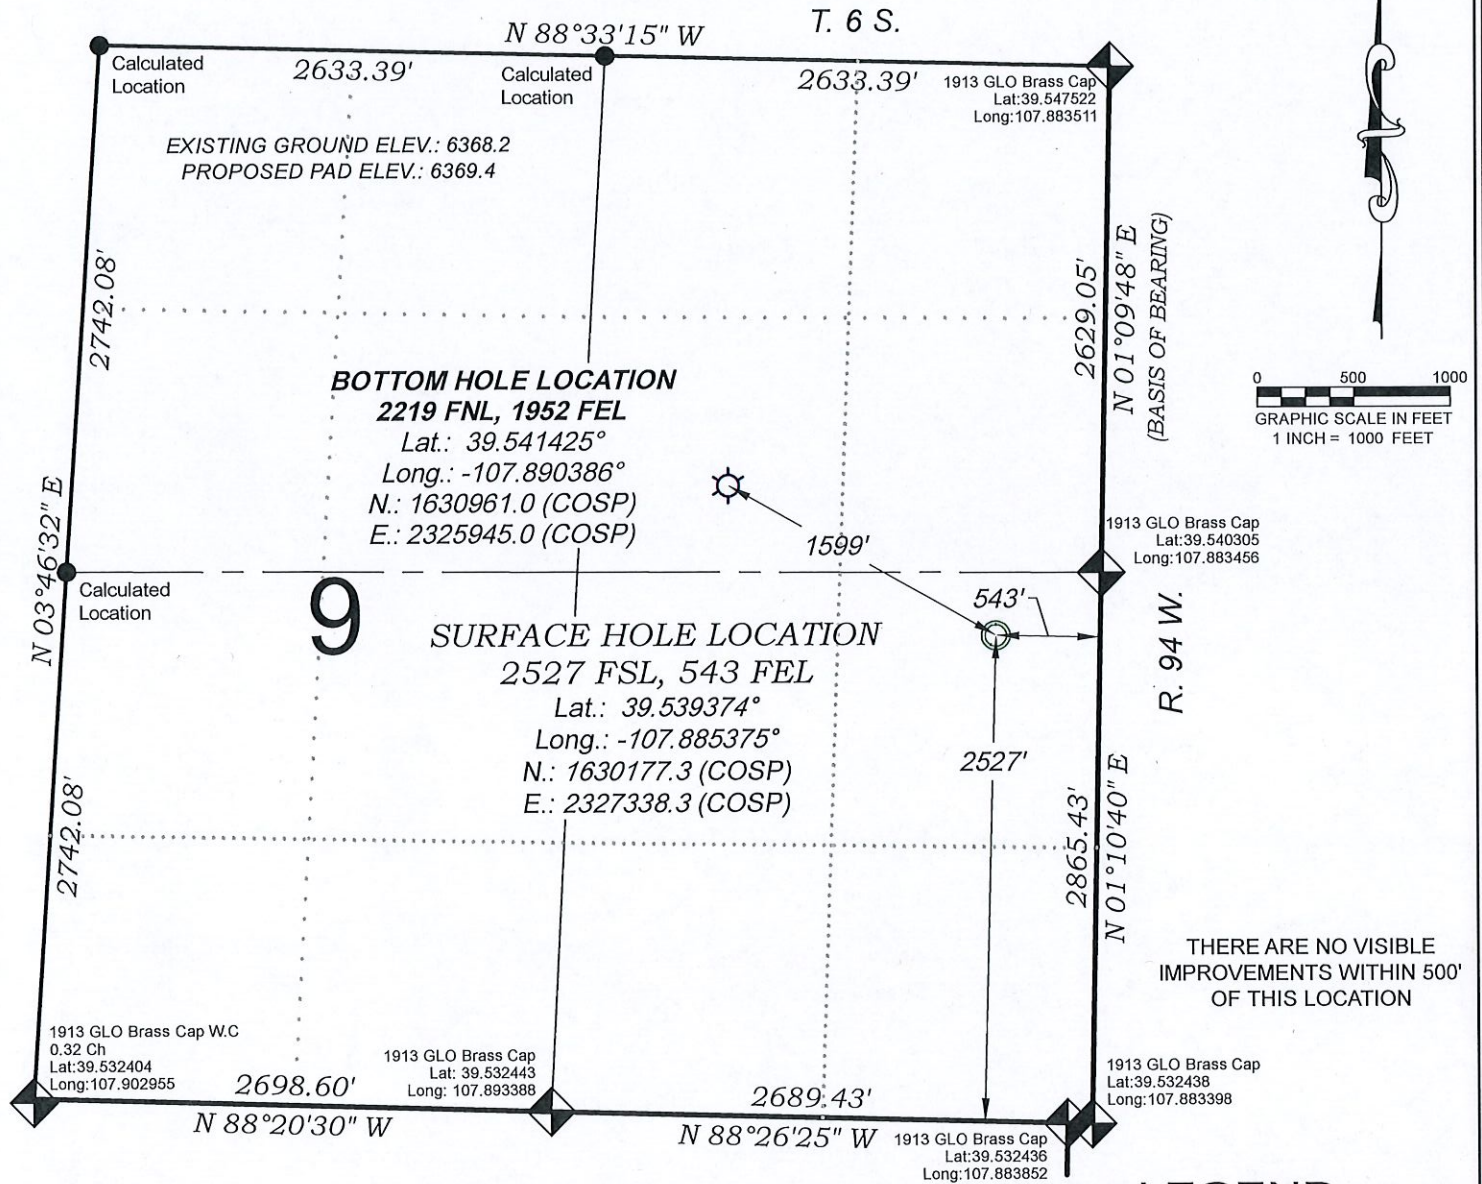 T. 6 S.
N 88°33'15" W
Calculated
Location
2633.39'
Calculated
Location
2633.39'
1913 GLO Brass Cap
Lat:39.547522
Long:107.883511
EXISTING GROUND ELEV.: 6368.2
PROPOSED PAD ELEV.: 6369.4
2742.08'
2629.05'
N 01°09'48" E
(BASIS OF BEARING)
0 500 1000
GRAPHIC SCALE IN FEET
1 INCH = 1000 FEET
BOTTOM HOLE LOCATION
2219 FNL, 1952 FEL
Lat.: 39.541425°
Long.: -107.890386°
N.: 1630961.0 (COSP)
E.: 2325945.0 (COSP)
1599'
1913 GLO Brass Cap
Lat:39.540305
Long:107.883456
N 03°46'32" E
Calculated
Location
9
543'
R. 94 W.
SURFACE HOLE LOCATION
2527 FSL, 543 FEL
Lat.: 39.539374°
Long.: -107.885375°
N.: 1630177.3 (COSP)
E.: 2327338.3 (COSP)
2527'
2742.08'
2865.43'
N 01°10'40" E
THERE ARE NO VISIBLE
IMPROVEMENTS WITHIN 500'
OF THIS LOCATION
1913 GLO Brass Cap W.C
0.32 Ch
Lat:39.532404
Long:107.902955
2698.60'
N 88°20'30" W
1913 GLO Brass Cap
Lat: 39.532443
Long: 107.893388
2689.43'
N 88°26'25" W
1913 GLO Brass Cap
Lat:39.532436
Long:107.883852
1913 GLO Brass Cap
Lat:39.532438
Long:107.883398
LEGEND